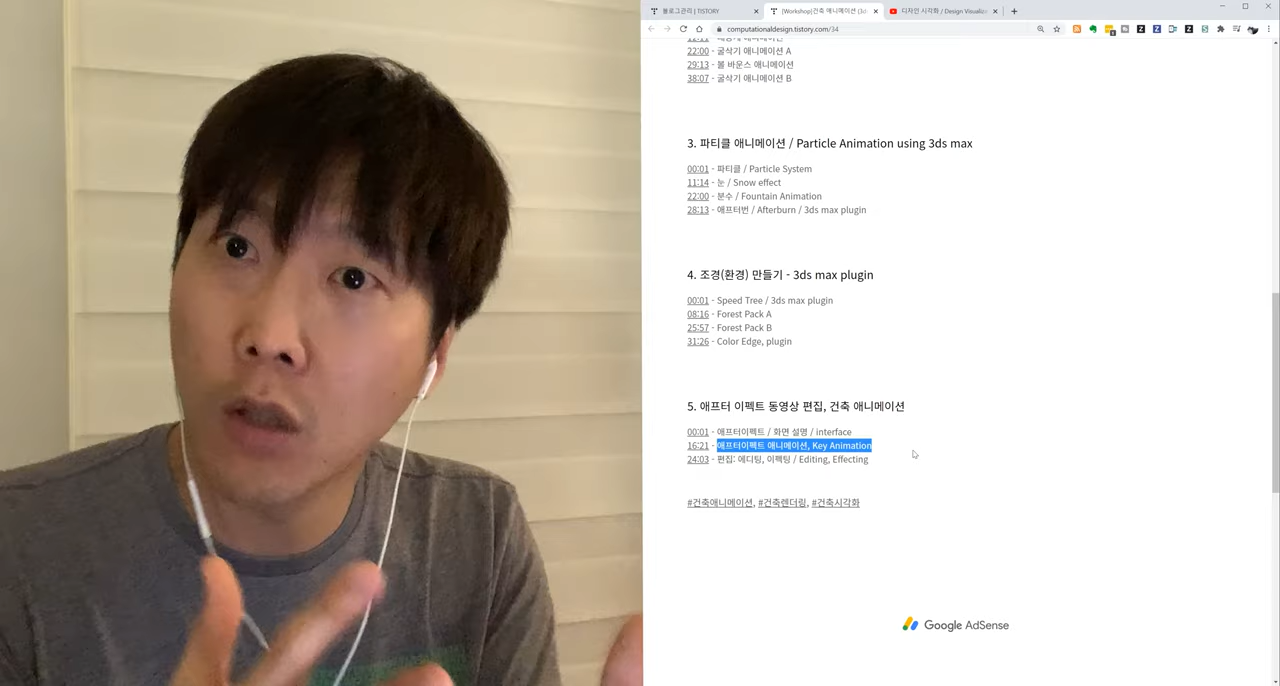 블로그관리 | TISTORY
[Workshop]건축 애니메이션 (3d
디자인 시각화 / Design Visualiz
computationaldesign.tistory.com/34
22:00 - 굴삭기 애니메이션 A
29:13 - 볼 바운스 애니메이션
38:07 - 굴삭기 애니메이션 B
3. 파티클 애니메이션 / Particle Animation using 3ds max
00:01 - 파티클 / Particle System
11:14 - 눈 / Snow effect
22:00 - 분수 / Fountain Animation
28:13 - 애프터번 / Afterburn / 3ds max plugin
4. 조경(환경) 만들기 - 3ds max plugin
00:01 - Speed Tree / 3ds max plugin
08:16 - Forest Pack A
25:57 - Forest Pack B
31:26 - Color Edge, plugin
5. 애프터 이펙트 동영상 편집, 건축 애니메이션
00:01 - 애프터이펙트 / 화면 설명 / interface
16:21 - 애프터이펙트 애니메이션, Key Animation
24:03 - 편집: 에디팅, 이펙팅 / Editing, Effecting
#건축애니메이션, #건축렌더링, #건축시각화
Google AdSense